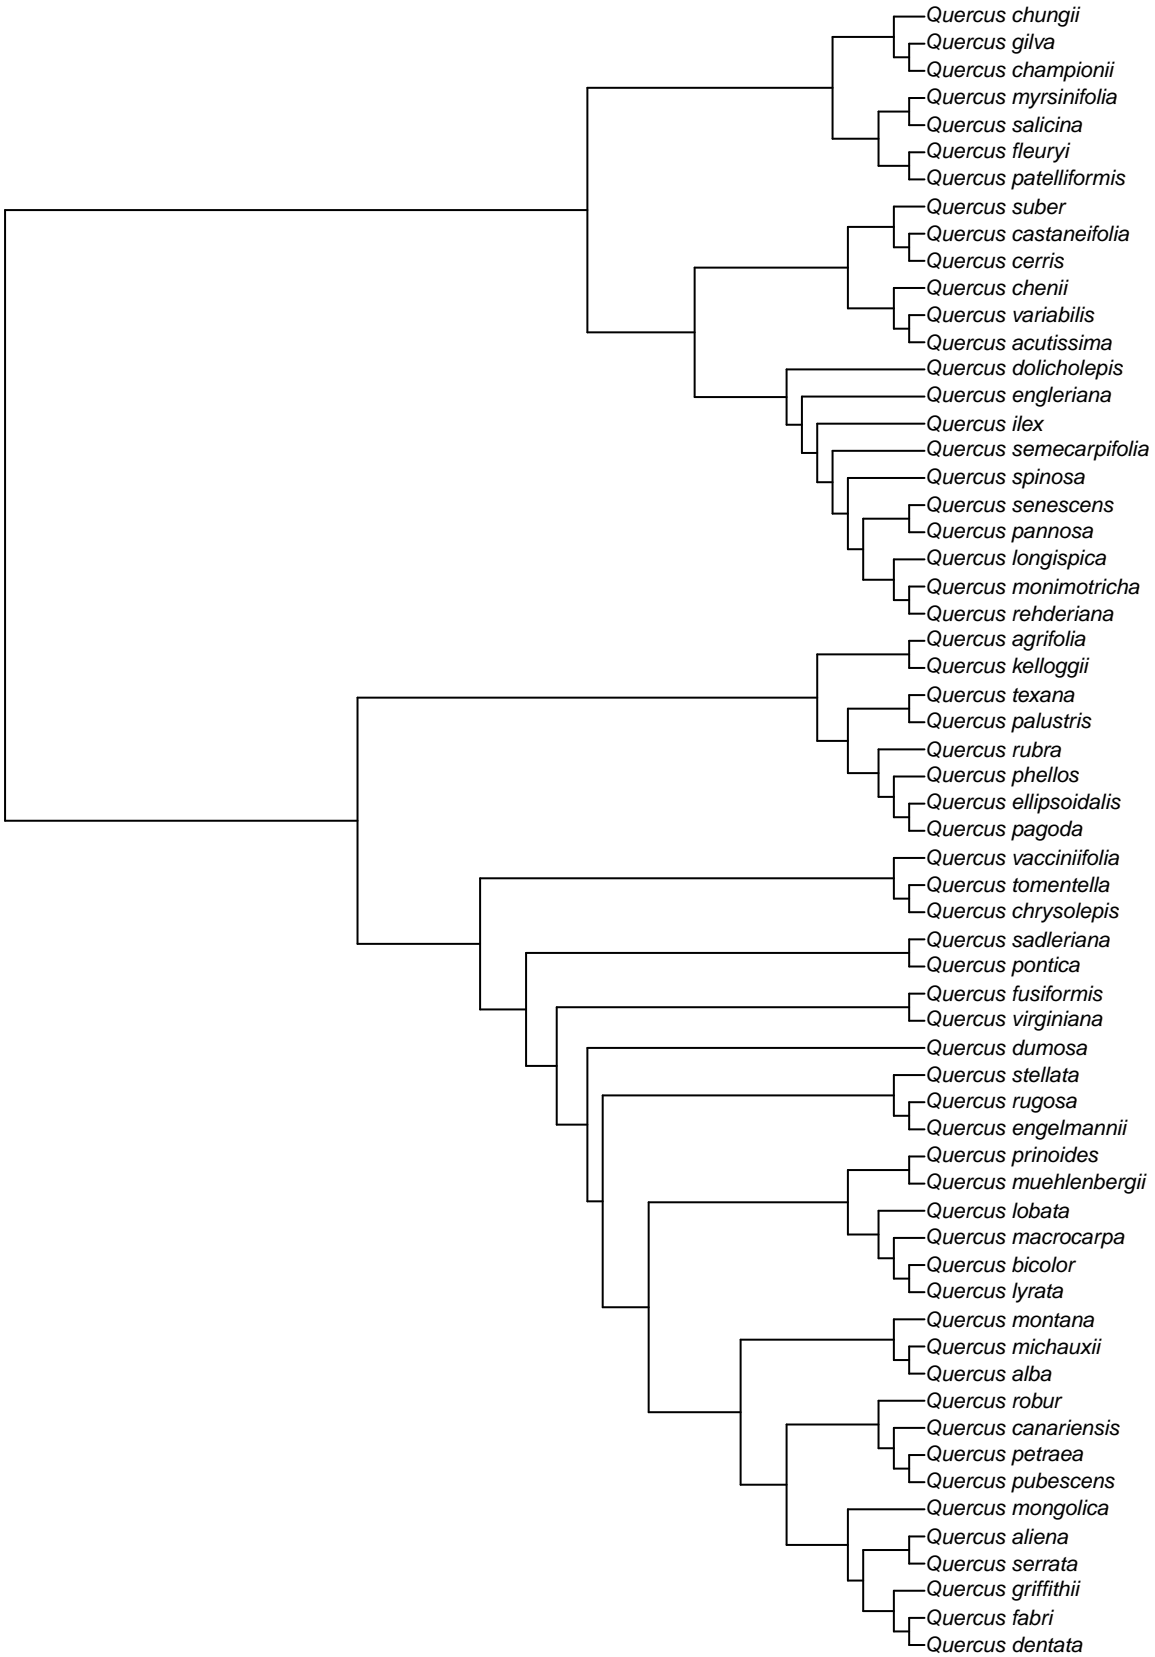 Quercus chungii
Quercus gilva
Quercus championii
Quercus myrsinifolia
Quercus salicina
Quercus fleuryi
Quercus patelliformis
Quercus suber
Quercus castaneifolia
Quercus cerris
Quercus chenii
Quercus variabilis
Quercus acutissima
Quercus dolicholepis
Quercus engleriana
Quercus ilex
Quercus semecarpifolia
Quercus spinosa
Quercus senescens
Quercus pannosa
Quercus longispica
Quercus monimotricha
Quercus rehderiana
Quercus agrifolia
Quercus kelloggii
Quercus texana
Quercus palustris
Quercus rubra
Quercus phellos
Quercus ellipsoidalis
Quercus pagoda
Quercus vacciniifolia
Quercus tomentella
Quercus chrysolepis
Quercus sadleriana
Quercus pontica
Quercus fusiformis
Quercus virginiana
Quercus dumosa
Quercus stellata
Quercus rugosa
Quercus engelmannii
Quercus prinoides
Quercus muehlenbergii
Quercus lobata
Quercus macrocarpa
Quercus bicolor
Quercus lyrata
Quercus montana
Quercus michauxii
Quercus alba
Quercus robur
Quercus canariensis
Quercus petraea
Quercus pubescens
Quercus mongolica
Quercus aliena
Quercus serrata
Quercus griffithii
Quercus fabri
Quercus dentata